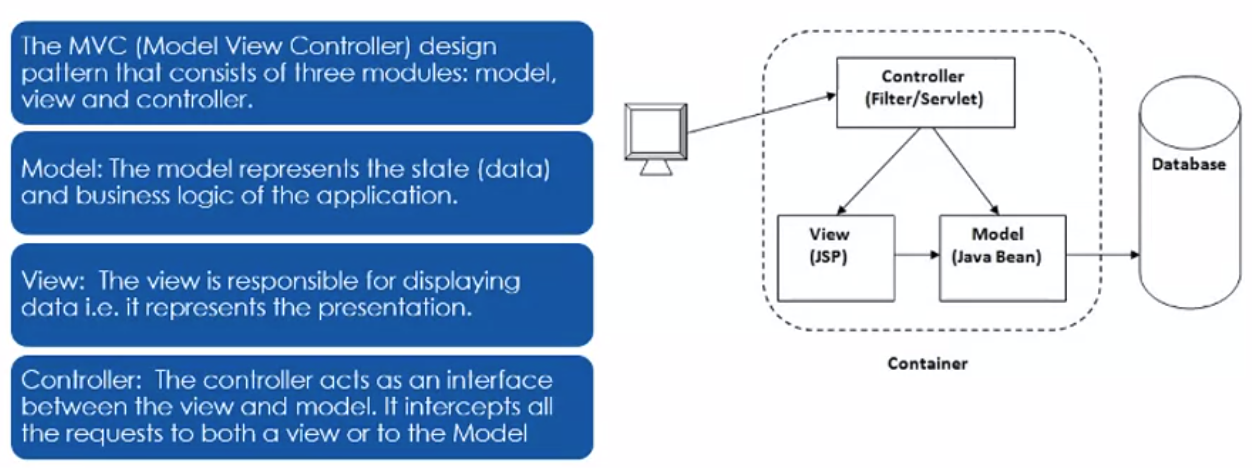 The MVC (Model View Controller) design
pattern that consists of three modules: model,
view and controller.
Model: The model represents the state (data)
and business logic of the application.
View:  The view is responsible for displaying
data i.e. it represents the presentation.
Controller:  The controller acts as an interface
between the view and model. It intercepts all
the requests to both a view or to the Model
Controller
(Filter/Servlet)
View
(JSP)
Model
(Java Bean)
Database
Container